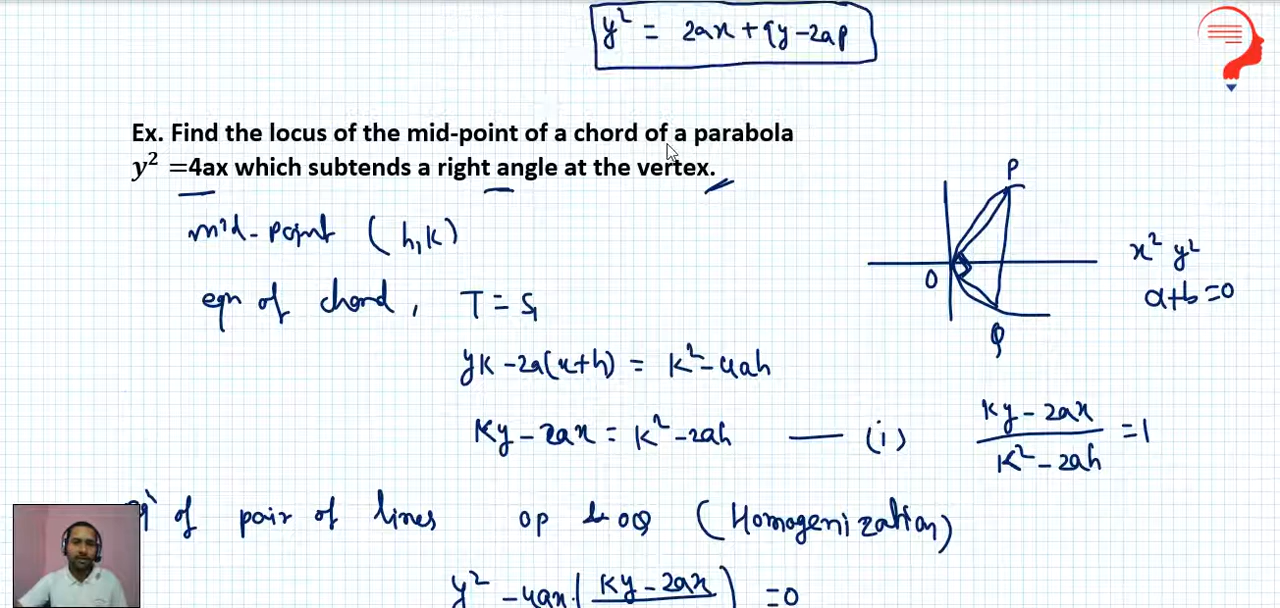 y² = 2ax + qy - 2ap
Ex. Find the locus of the mid-point of a chord of a parabola
y² =4ax which subtends a right angle at the vertex.
mid-point (h, k)
eqn of chord, T = S₁
yk - 2a(x+h) = k² - 4ah
ky - 2ax = k² - 2ah —— (i)
(ky - 2ax)/(k² - 2ah) = 1
P
O
Q
x² y²
a+b=0
of pair of lines OP & OQ (Homogenization)
y² - 4ax·(ky - 2ax) = 0